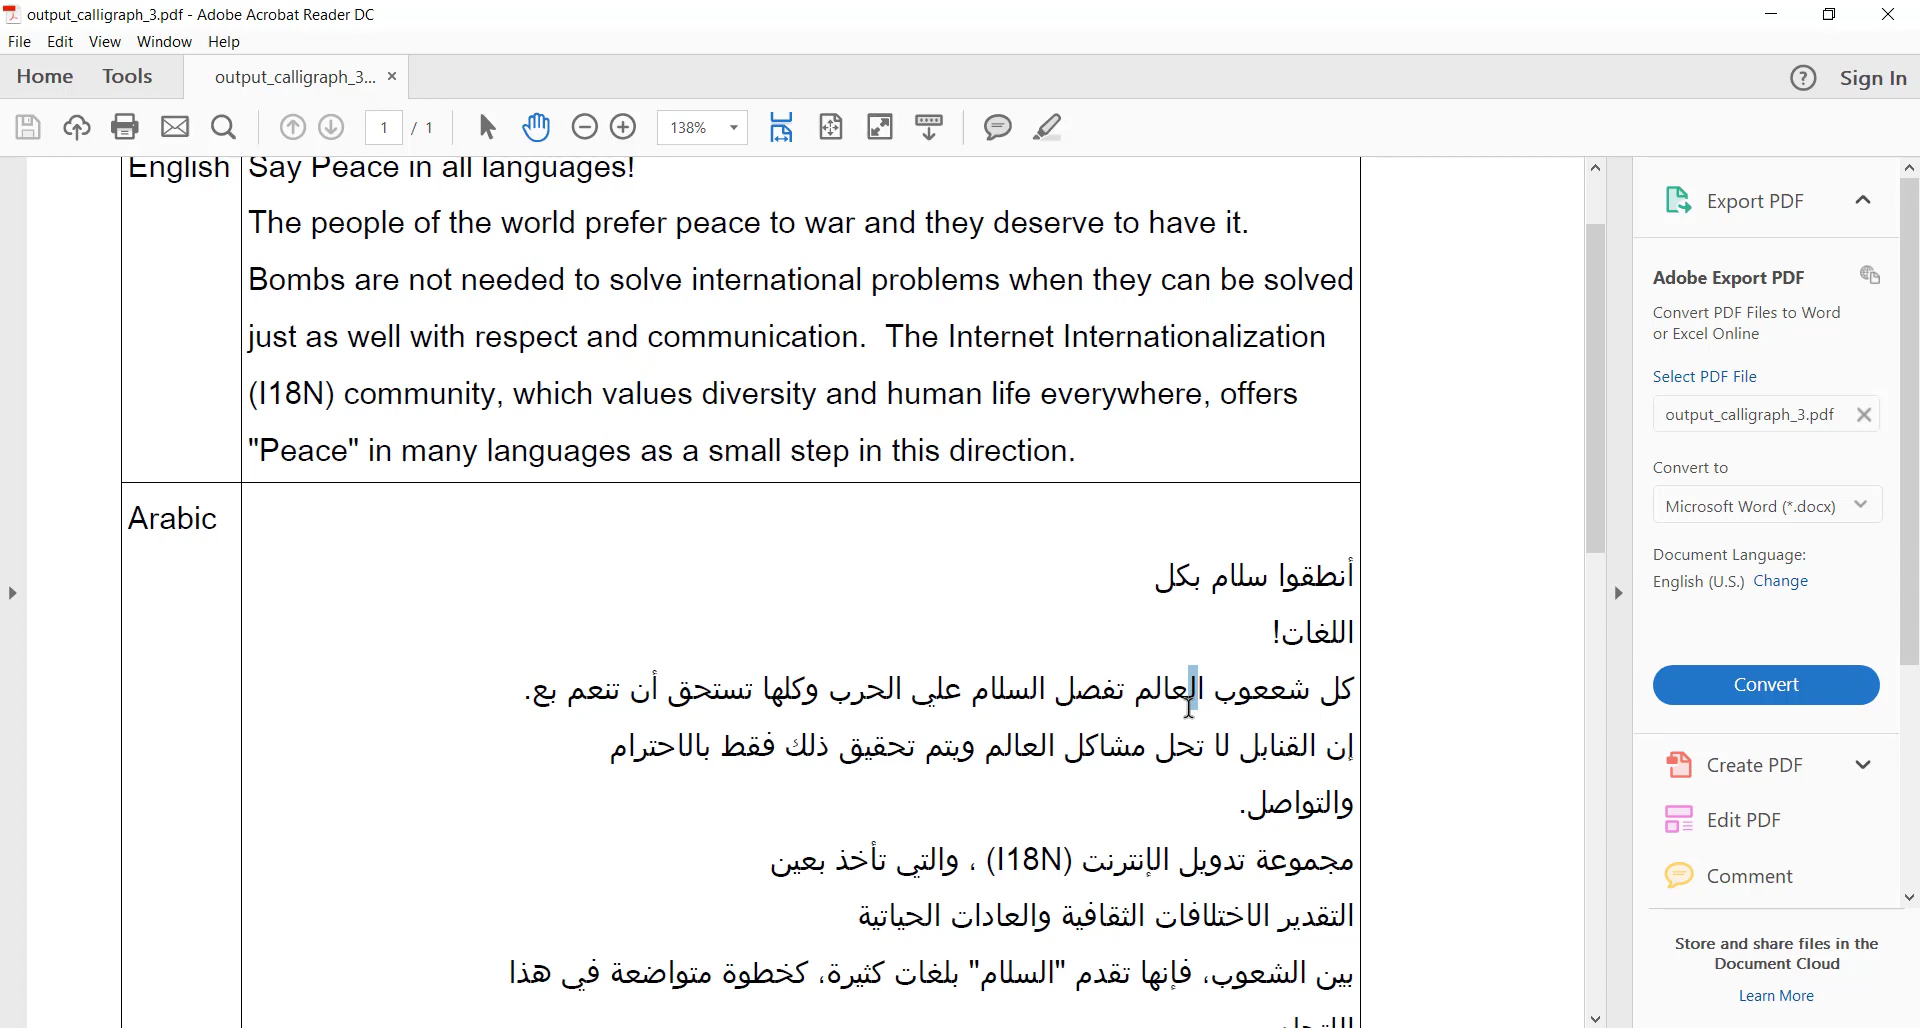 output_calligraph_3.pdf - Adobe Acrobat Reader DC
File Edit View Window Help
Home Tools output_calligraph_3... × ? Sign In
1 / 1 138%
English
Say Peace in all languages!
The people of the world prefer peace to war and they deserve to have it.
Bombs are not needed to solve international problems when they can be solved
just as well with respect and communication. The Internet Internationalization
(I18N) community, which values diversity and human life everywhere, offers
"Peace" in many languages as a small step in this direction.
Arabic
أنطقوا سلام بكل
اللغات!
كل شععوب العالم تفصل السلام علي الحرب وكلها تستحق أن تنعم بع.
إن القنابل لا تحل مشاكل العالم ويتم تحقيق ذلك فقط بالاحترام
والتواصل.
مجموعة تدويل الإنترنت (I18N) ، والتي تأخذ بعين
التقدير الاختلافات الثقافية والعادات الحياتية
بين الشعوب، فإنها تقدم "السلام" بلغات كثيرة، كخطوة متواضعة في هذا
Export PDF
Adobe Export PDF
Convert PDF Files to Word
or Excel Online
Select PDF File
output_calligraph_3.pdf
Convert to
Microsoft Word (*.docx)
Document Language:
English (U.S.) Change
Convert
Create PDF
Edit PDF
Comment
Store and share files in the
Document Cloud
Learn More